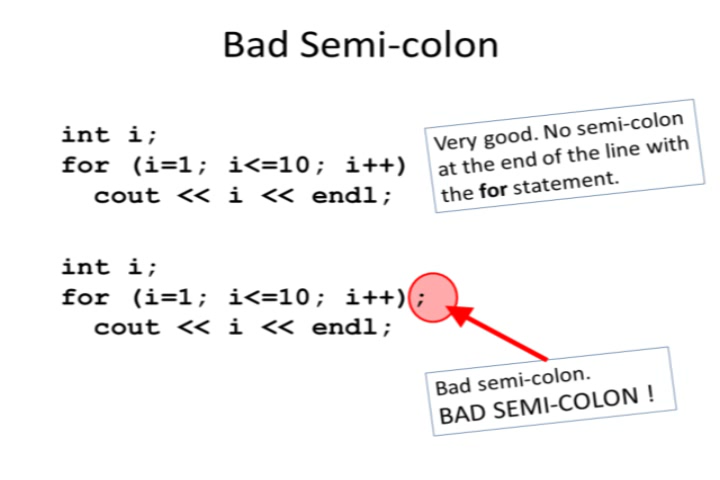 Bad Semi-colon
int i;
for (i=1; i<=10; i++)
cout << i << endl;
Very good. No semi-colon
at the end of the line with
the for statement.
int i;
for (i=1; i<=10; i++);
cout << i << endl;
Bad semi-colon.
BAD SEMI-COLON !